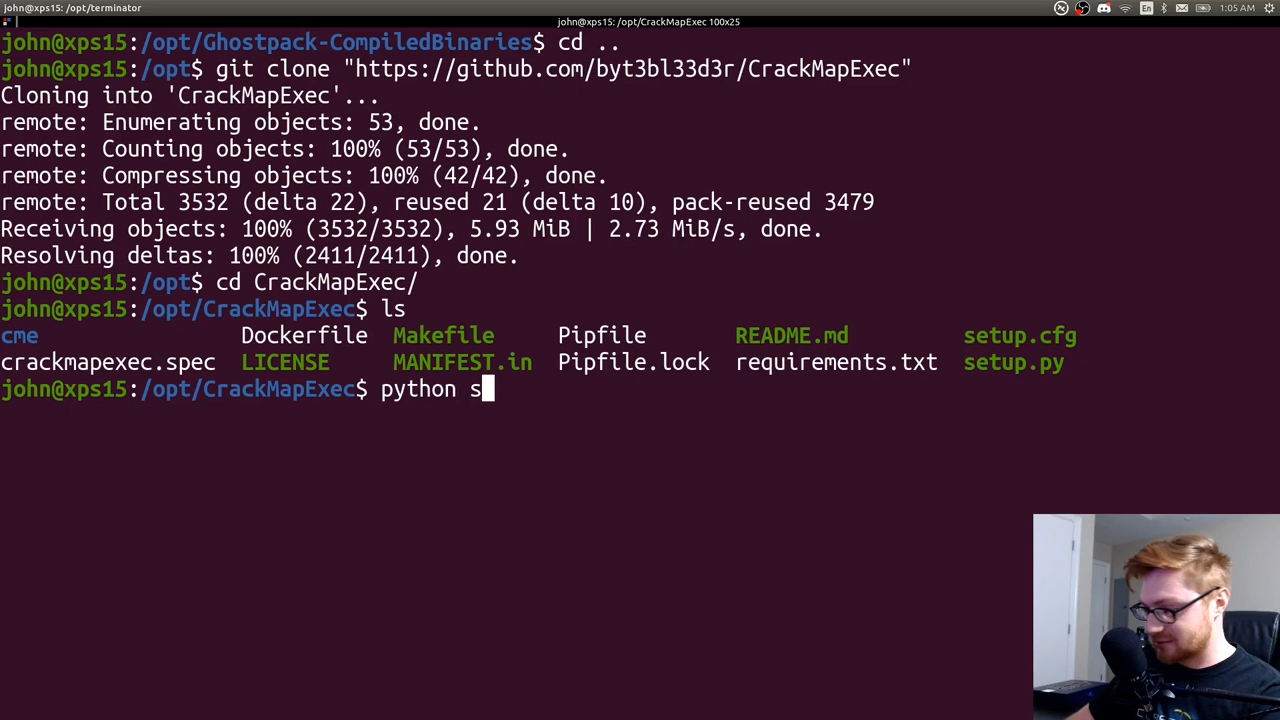 john@xps15: /opt/terminator
En
1:05 AM
john@xps15: /opt/CrackMapExec 100x25
john@xps15:/opt/Ghostpack-CompiledBinaries$ cd ..
john@xps15:/opt$ git clone "https://github.com/byt3bl33d3r/CrackMapExec"
Cloning into 'CrackMapExec'...
remote: Enumerating objects: 53, done.
remote: Counting objects: 100% (53/53), done.
remote: Compressing objects: 100% (42/42), done.
remote: Total 3532 (delta 22), reused 21 (delta 10), pack-reused 3479
Receiving objects: 100% (3532/3532), 5.93 MiB | 2.73 MiB/s, done.
Resolving deltas: 100% (2411/2411), done.
john@xps15:/opt$ cd CrackMapExec/
john@xps15:/opt/CrackMapExec$ ls
cme Dockerfile Makefile Pipfile README.md setup.cfg
crackmapexec.spec LICENSE MANIFEST.in Pipfile.lock requirements.txt setup.py
john@xps15:/opt/CrackMapExec$ python s